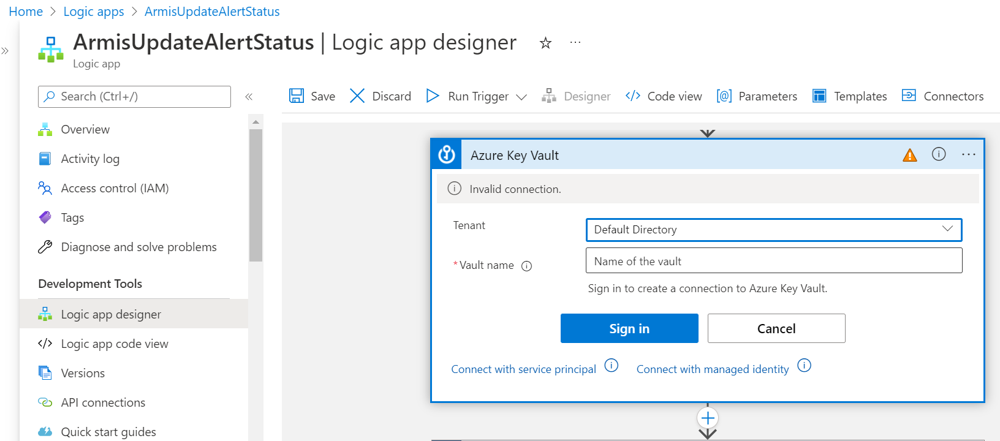 Home > Logic apps > ArmisUpdateAlertStatus
ArmisUpdateAlertStatus | Logic app designer
Logic app
Search (Ctrl+/)
Save
Discard
Run Trigger
Designer
Code view
Parameters
Templates
Connectors
Overview
Activity log
Access control (IAM)
Tags
Diagnose and solve problems
Development Tools
Logic app designer
Logic app code view
Versions
API connections
Quick start guides
Azure Key Vault
Invalid connection.
Tenant
Default Directory
*Vault name
Name of the vault
Sign in to create a connection to Azure Key Vault.
Sign in
Cancel
Connect with service principal
Connect with managed identity